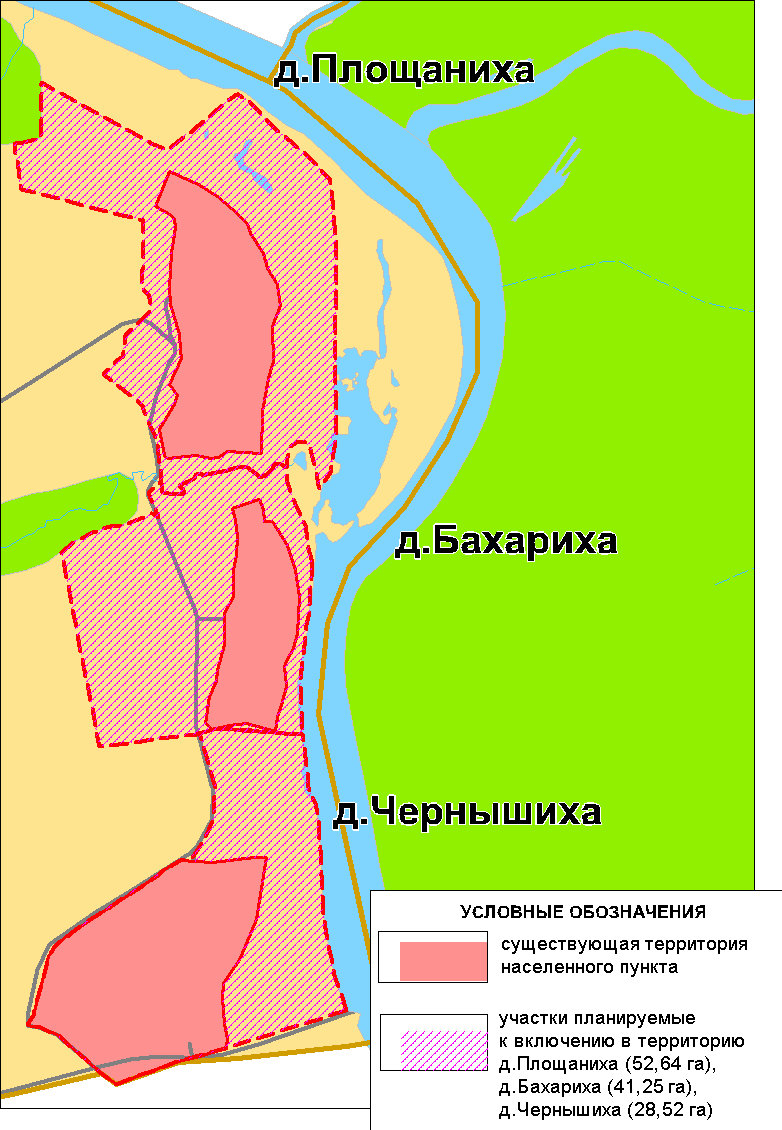 д.Площаниха
д.Бахариха
д.Чернышиха
УСЛОВНЫЕ ОБОЗНАЧЕНИЯ
существующая территория
населенного пункта
участки планируемые
к включению в территорию
д.Площаниха (52,64 га),
д.Бахариха (41,25 га),
д.Чернышиха (28,52 га)